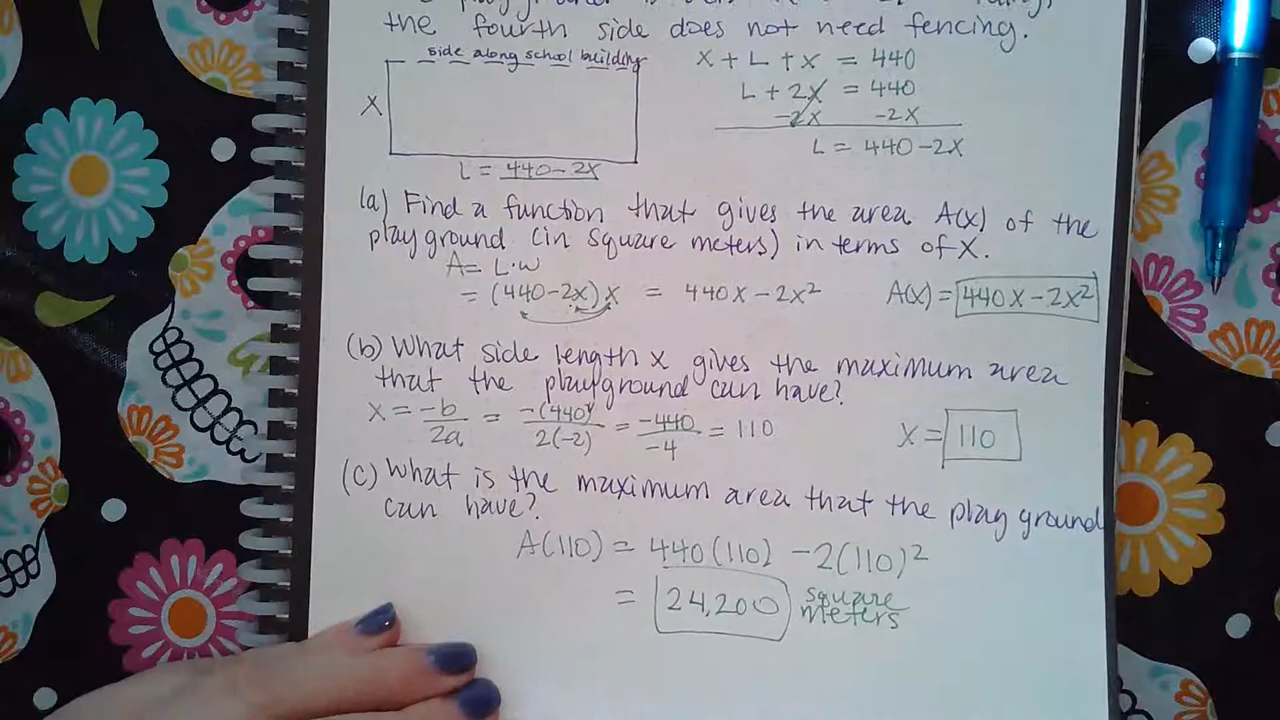 the fourth side does not need fencing.
side along school building
X + L + x = 440
L + 2X = 440
-2X -2X
L = 440-2X
X
L = 440-2X
(a) Find a function that gives the area A(X) of the
playground (in square meters) in terms of X.
A= L·W
= (440-2x)x = 440X-2X² A(X) = 440X-2X²
(b) What side length x gives the maximum area
that the playground can have?
X = -b/2a = -(440)/2(-2) = -440/-4 = 110 X = 110
(c) What is the maximum area that the playground
can have?
A(110) = 440(110) -2(110)²
= 24,200 square meters